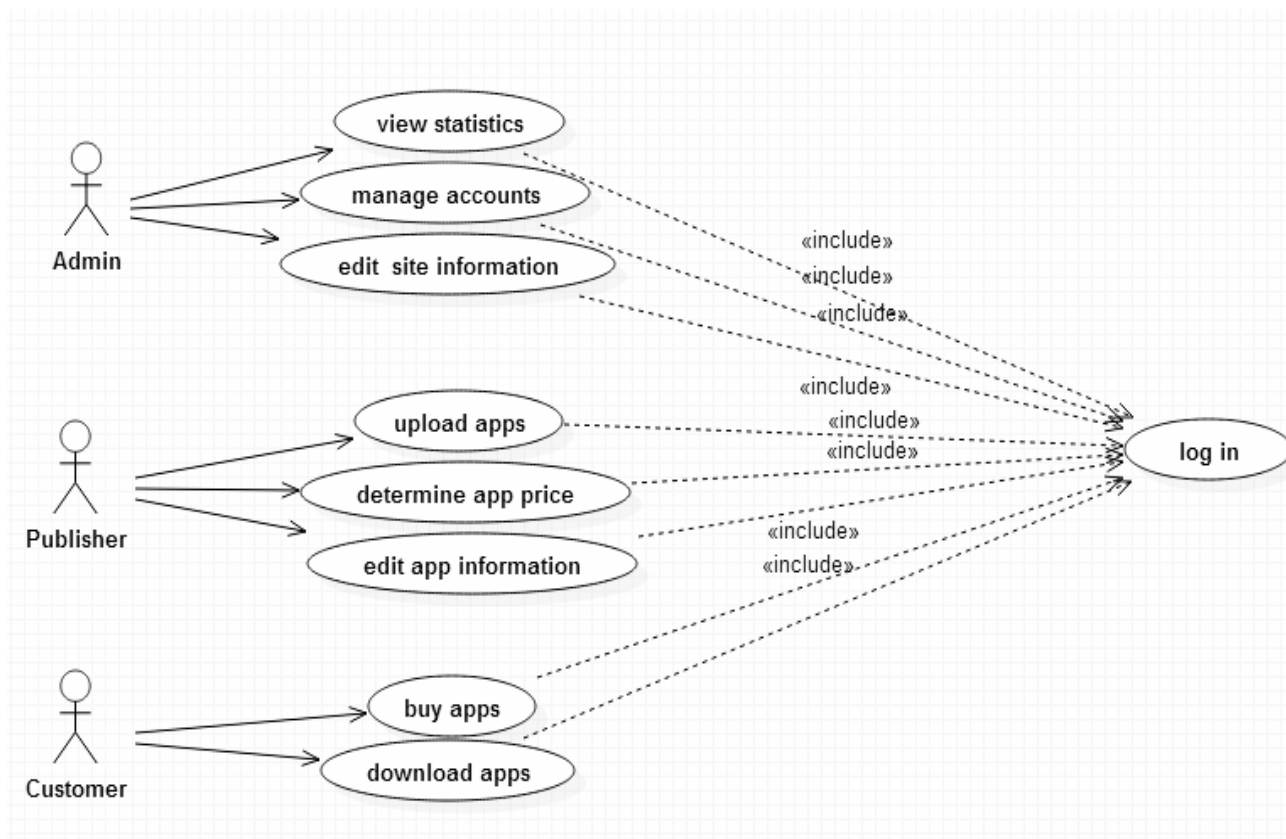 view statistics
manage accounts
edit site information
Admin
«include»
«include»
«include»
«include»
«include»
«include»
upload apps
determine app price
edit app information
Publisher
log in
«include»
«include»
buy apps
download apps
Customer